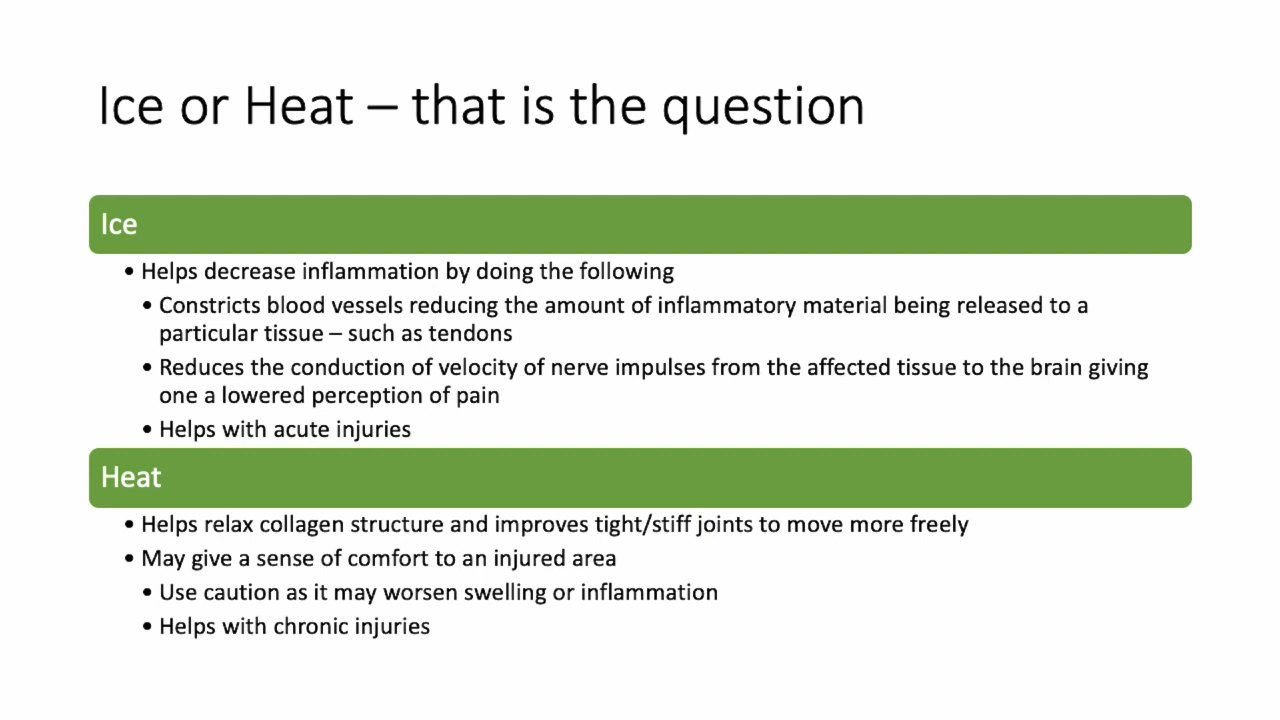 Ice or Heat – that is the question
Ice
• Helps decrease inflammation by doing the following
• Constricts blood vessels reducing the amount of inflammatory material being released to a
particular tissue – such as tendons
• Reduces the conduction of velocity of nerve impulses from the affected tissue to the brain giving
one a lowered perception of pain
• Helps with acute injuries
Heat
• Helps relax collagen structure and improves tight/stiff joints to move more freely
• May give a sense of comfort to an injured area
• Use caution as it may worsen swelling or inflammation
• Helps with chronic injuries